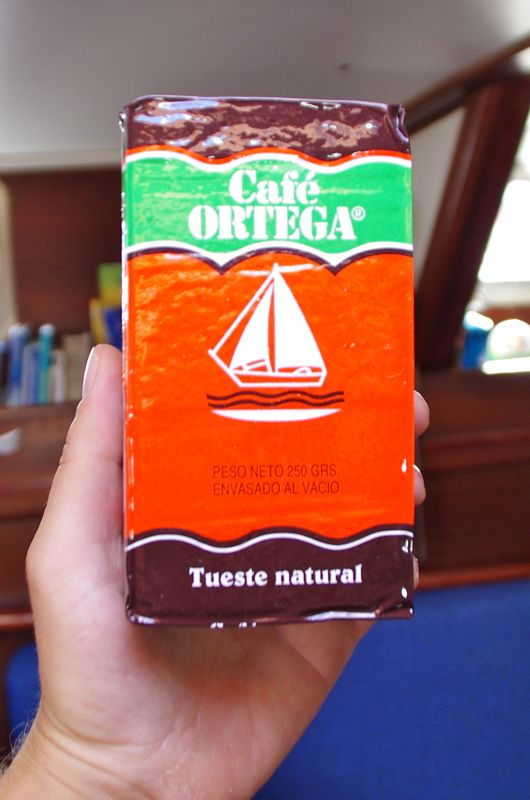 Café
ORTEGA®
PESO NETO 250 GRS.
ENVASADO AL VACIO
Tueste natural